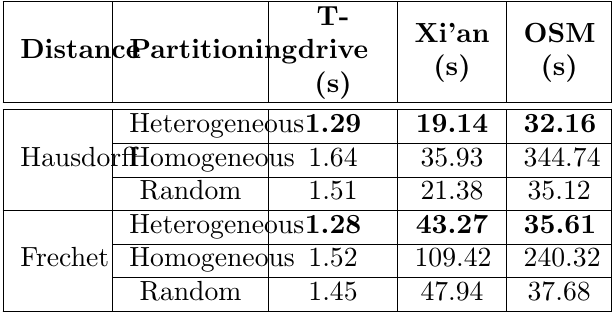 Distance Partitioning T-drive (s) Xi'an (s) OSM (s)
Hausdorff Heterogeneous 1.29 19.14 32.16
Homogeneous 1.64 35.93 344.74
Random 1.51 21.38 35.12
Frechet Heterogeneous 1.28 43.27 35.61
Homogeneous 1.52 109.42 240.32
Random 1.45 47.94 37.68